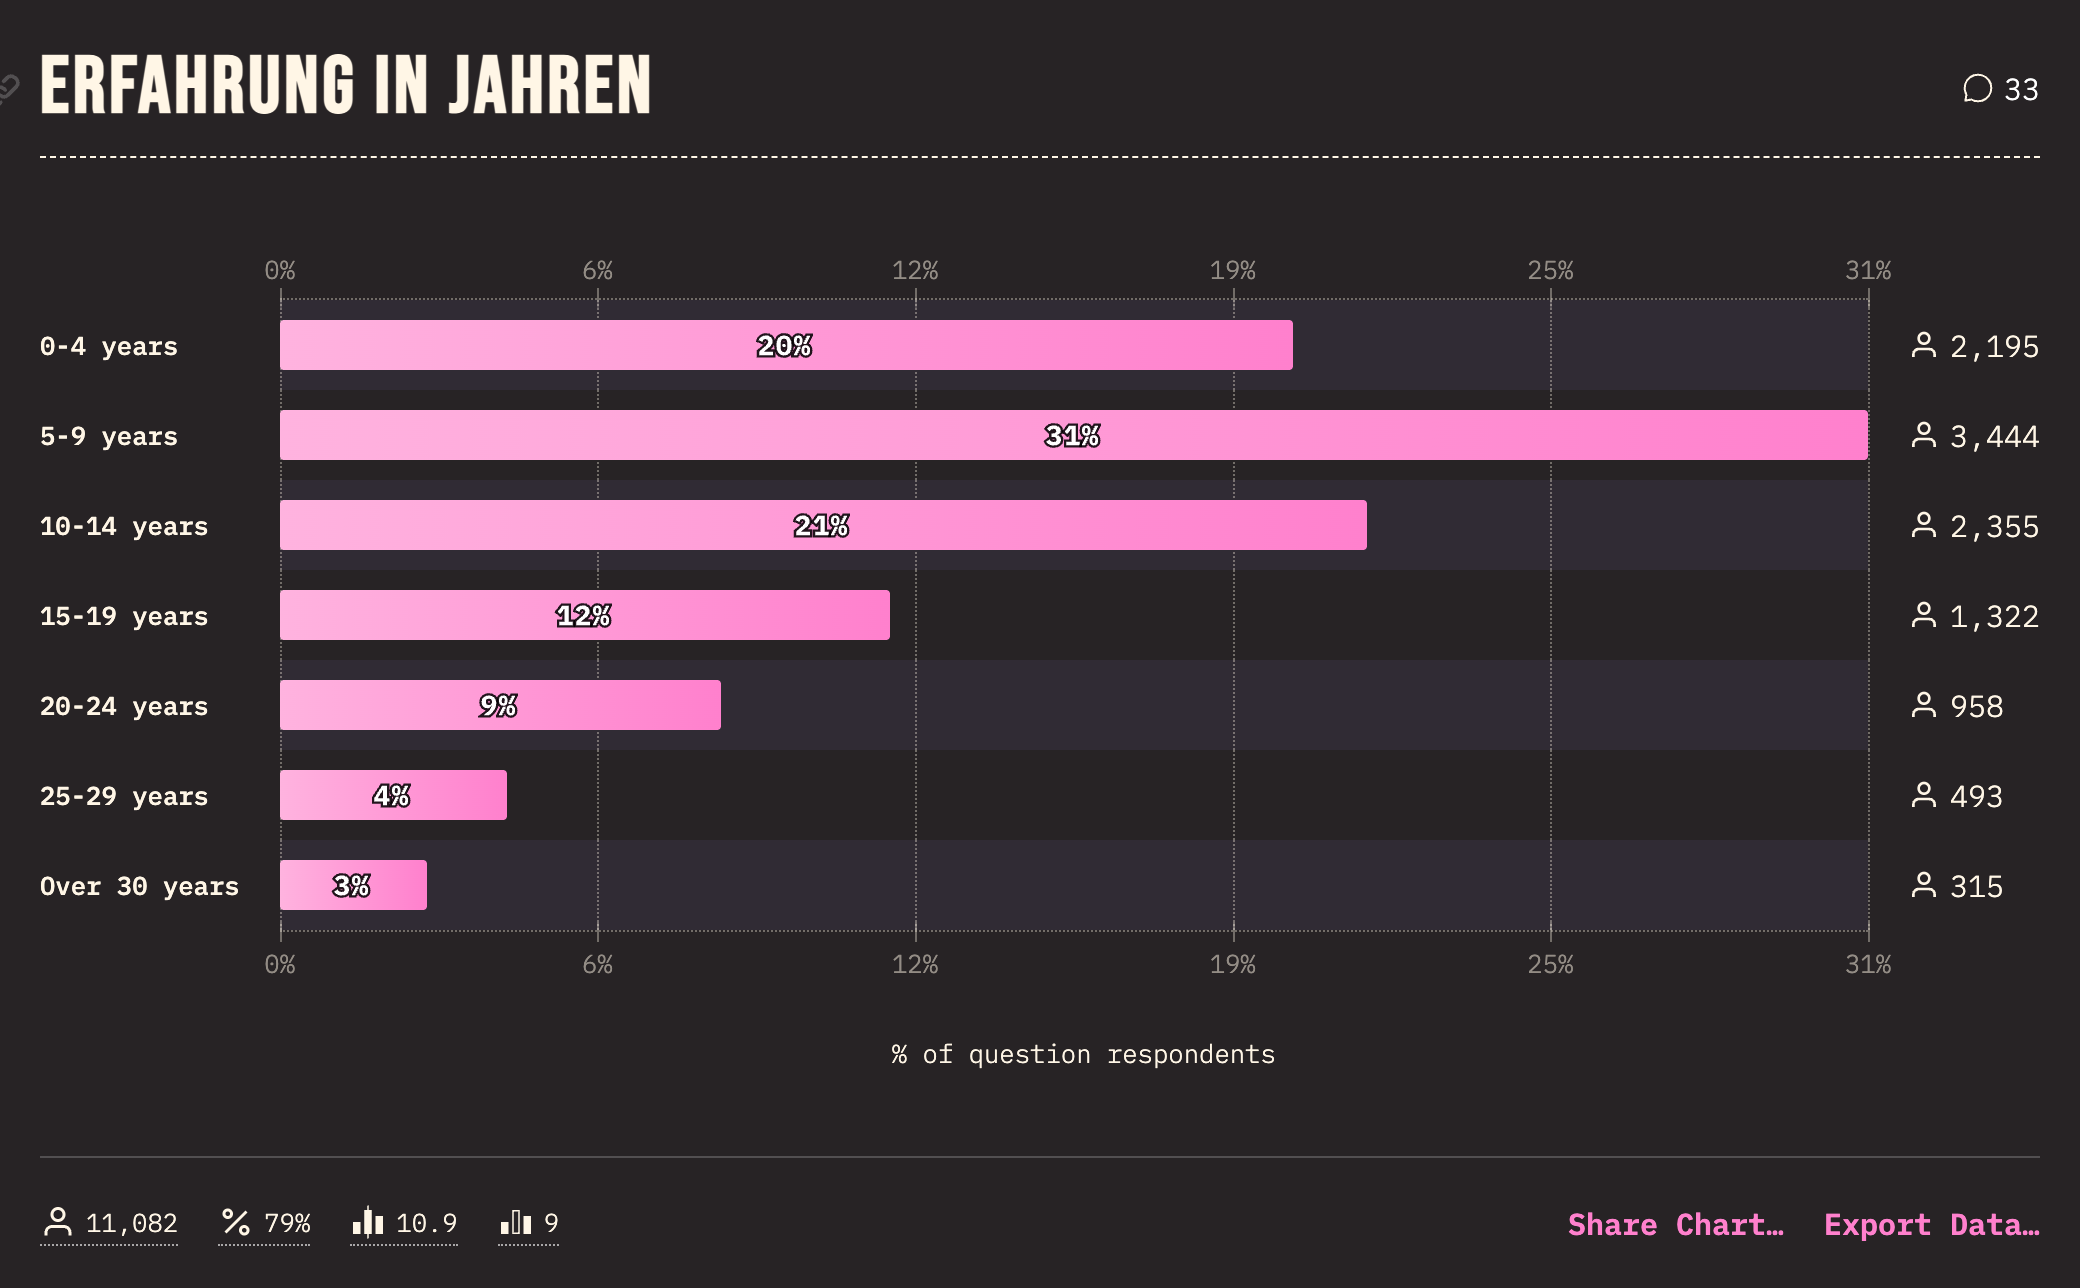 ERFAHRUNG IN JAHREN 33
0% 6% 12% 19% 25% 31%
0-4 years 20% 2,195
5-9 years 31% 3,444
10-14 years 21% 2,355
15-19 years 12% 1,322
20-24 years 9% 958
25-29 years 4% 493
Over 30 years 3% 315
0% 6% 12% 19% 25% 31%
% of question respondents
11,082 79% 10.9 9 Share Chart… Export Data…